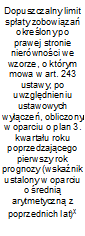 Dopuszczalny limit
spłaty zobowiązań
określony po
prawej stronie
nierówności we
wzorze, o którym
mowa w art. 243
ustawy, po
uwzględnieniu
ustawowych
wyłączeń, obliczony
w oparciu o plan 3.
kwartału roku
poprzedzającego
pierwszy rok
prognozy (wskaźnik
ustalony w oparciu
o średnią
arytmetyczną z
poprzednich lat)ˣ